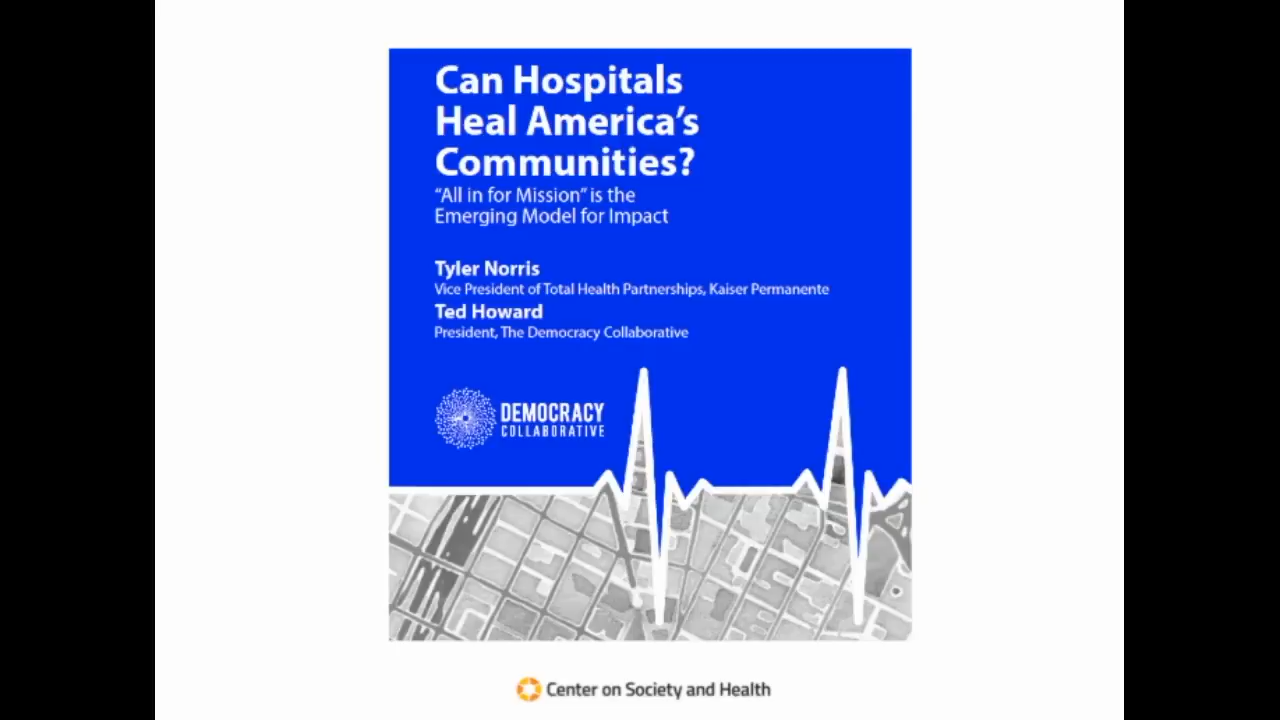 Can Hospitals
Heal America's
Communities?
“All in for Mission” is the
Emerging Model for Impact
Tyler Norris
Vice President of Total Health Partnerships, Kaiser Permanente
Ted Howard
President, The Democracy Collaborative
DEMOCRACY
COLLABORATIVE
Center on Society and Health